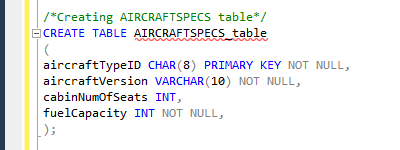 /*Creating AIRCRAFTSPECS table*/
CREATE TABLE AIRCRAFTSPECS_table
(
aircraftTypeID CHAR(8) PRIMARY KEY NOT NULL,
aircraftVersion VARCHAR(10) NOT NULL,
cabinNumOfSeats INT,
fuelCapacity INT NOT NULL,
);